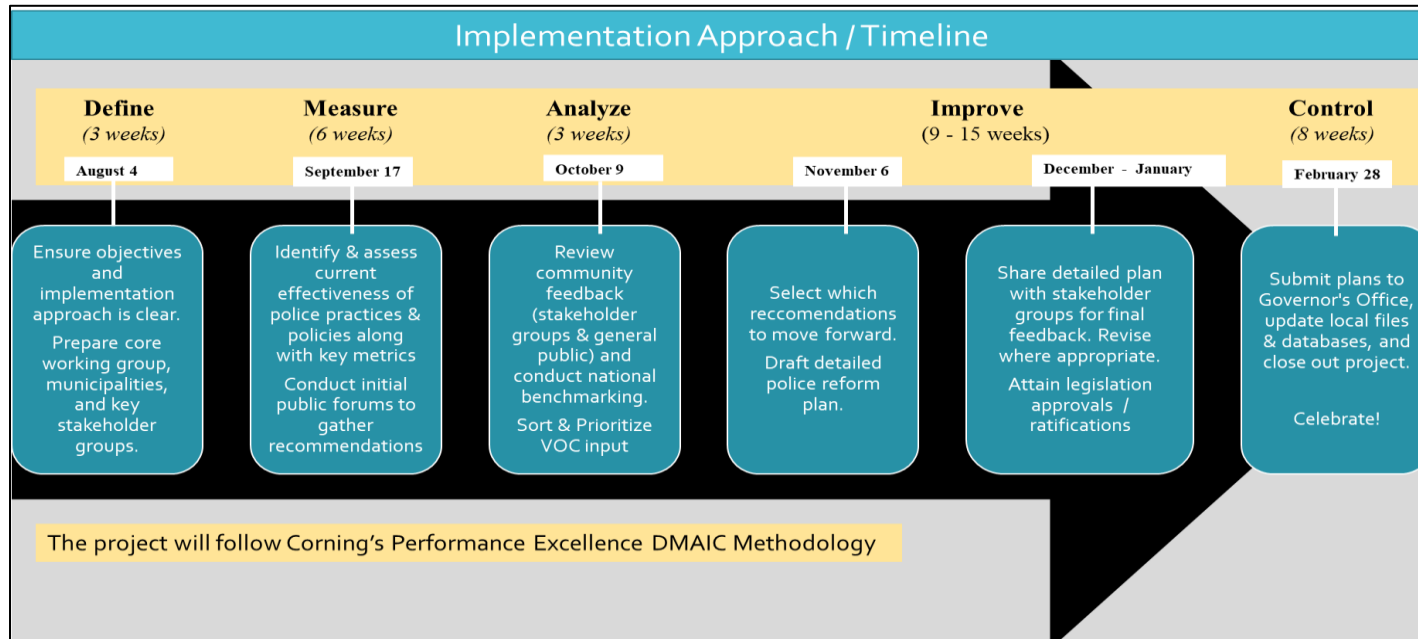 Implementation Approach / Timeline
Define
(3 weeks)
August 4
Measure
(6 weeks)
September 17
Analyze
(3 weeks)
October 9
Improve
(9 - 15 weeks)
November 6
December - January
Control
(8 weeks)
February 28
Ensure objectives
and
implementation
approach is clear.
Prepare core
working group,
municipalities,
and key
stakeholder
groups.
Identify & assess
current
effectiveness of
police practices &
policies along
with key metrics
Conduct initial
public forums to
gather
recommendations
Review
community
feedback
(stakeholder
groups & general
public) and
conduct national
benchmarking.
Sort & Prioritize
VOC input
Select which
reccomendations
to move forward.
Draft detailed
police reform
plan.
Share detailed plan
with stakeholder
groups for final
feedback. Revise
where appropriate.
Attain legislation
approvals /
ratifications
Submit plans to
Governor's Office,
update local files
& databases, and
close out project.
Celebrate!
The project will follow Corning's Performance Excellence DMAIC Methodology